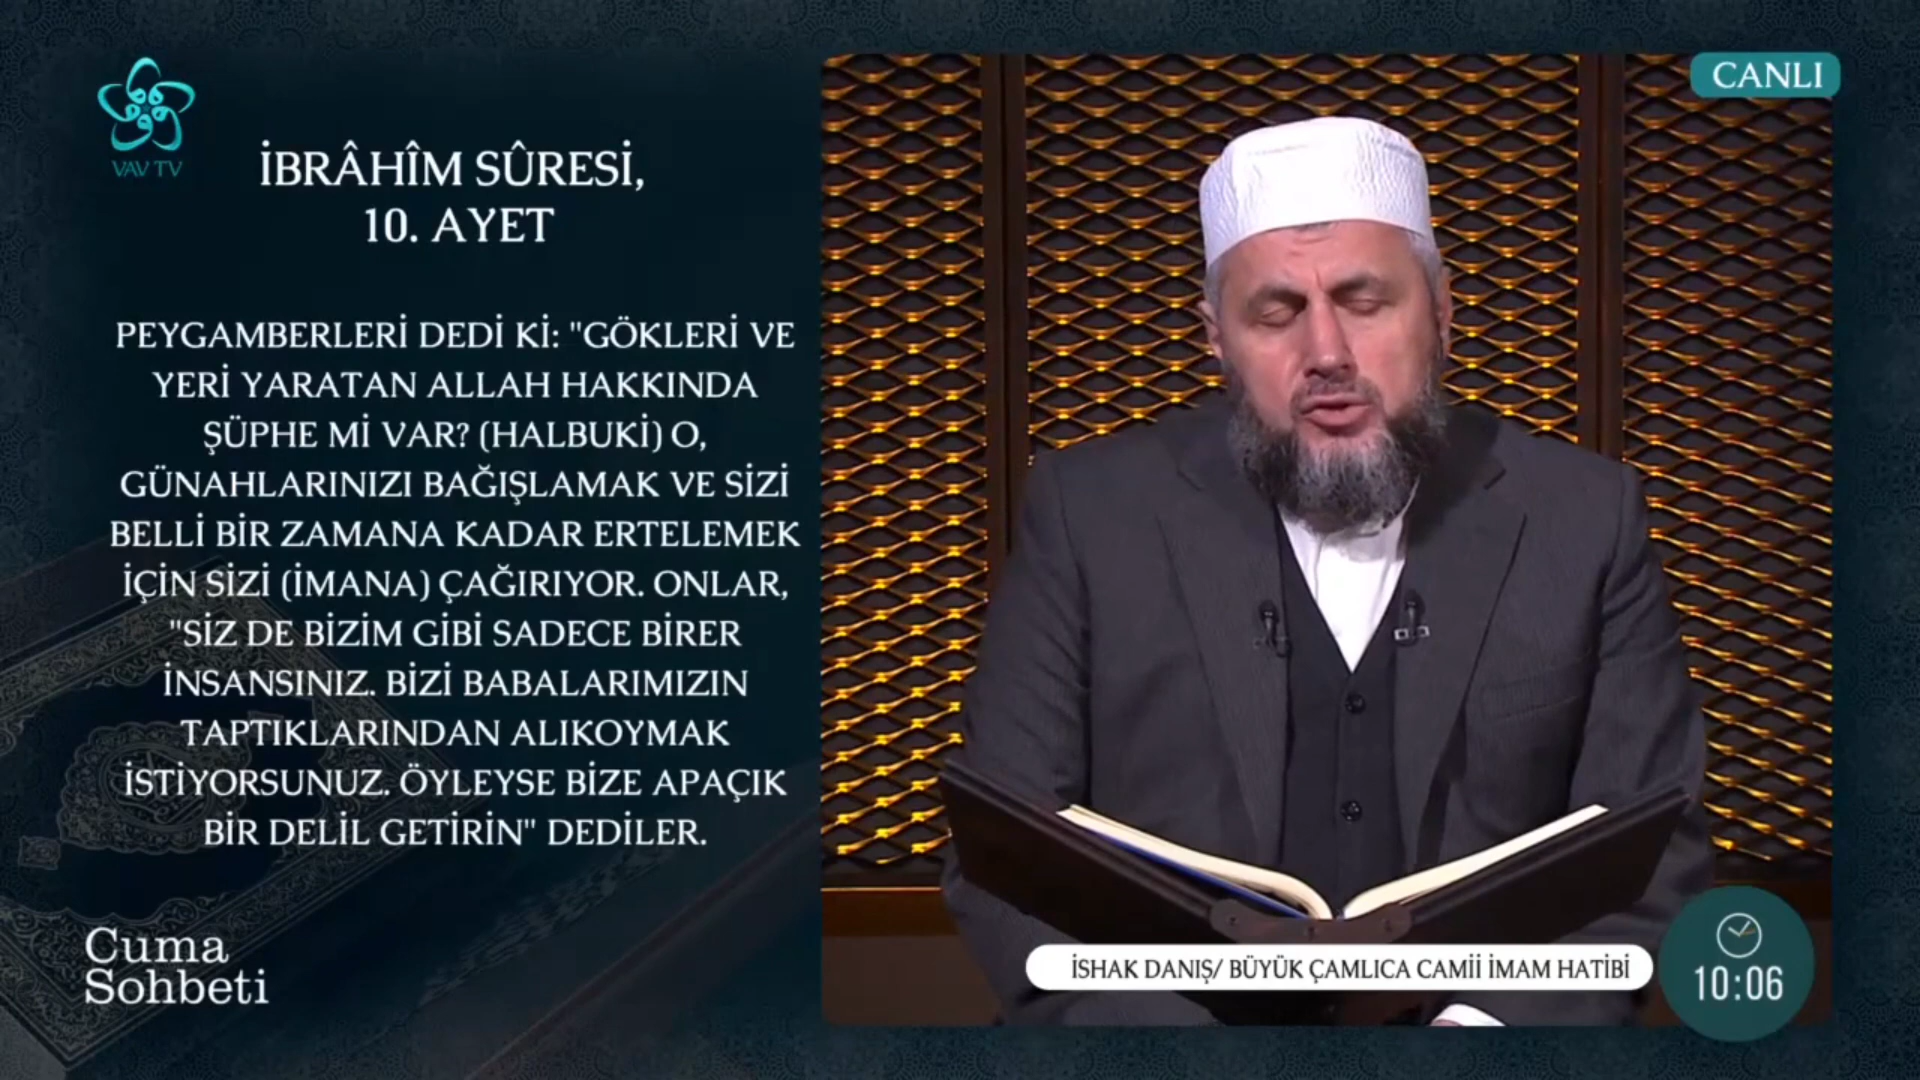 VAV TV
İBRÂHÎM SÛRESİ,
10. AYET
PEYGAMBERLERİ DEDİ Kİ: "GÖKLERİ VE
YERİ YARATAN ALLAH HAKKINDA
ŞÜPHE Mİ VAR? (HALBUKİ) O,
GÜNAHLARINIZI BAĞIŞLAMAK VE SİZİ
BELLİ BİR ZAMANA KADAR ERTELEMEK
İÇİN SİZİ (İMANA) ÇAĞIRIYOR. ONLAR,
"SİZ DE BİZİM GİBİ SADECE BİRER
İNSANSINIZ. BİZİ BABALARIMIZIN
TAPTIKLARINDAN ALIKOYMAK
İSTİYORSUNUZ. ÖYLEYSE BİZE APAÇIK
BİR DELİL GETİRİN" DEDİLER.
Cuma
Sohbeti
CANLI
İSHAK DANIŞ/ BÜYÜK ÇAMLICA CAMİİ İMAM HATİBİ
10:06